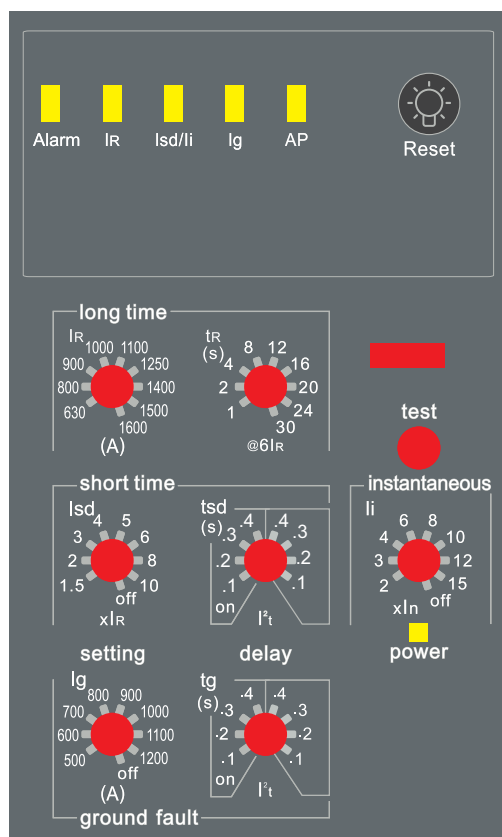 Alarm IR Isd/Ii Ig AP
Reset
long time
IR
630 800 900 1000 1100 1250 1400 1500 1600
(A)
tR
(s)
1 2 4 8 12 16 20 24 30
@6IR
test
short time
Isd
1.5 2 3 4 5 6 8 10 off
xIR
tsd
(s)
.1 .2 .3 .4 .4 .3 .2 .1
on
I²t
instantaneous
Ii
2 3 4 6 8 10 12 15 off
xIn
power
setting
delay
Ig
500 600 700 800 900 1000 1100 1200 off
(A)
tg
(s)
.1 .2 .3 .4 .4 .3 .2 .1
on
I²t
ground fault